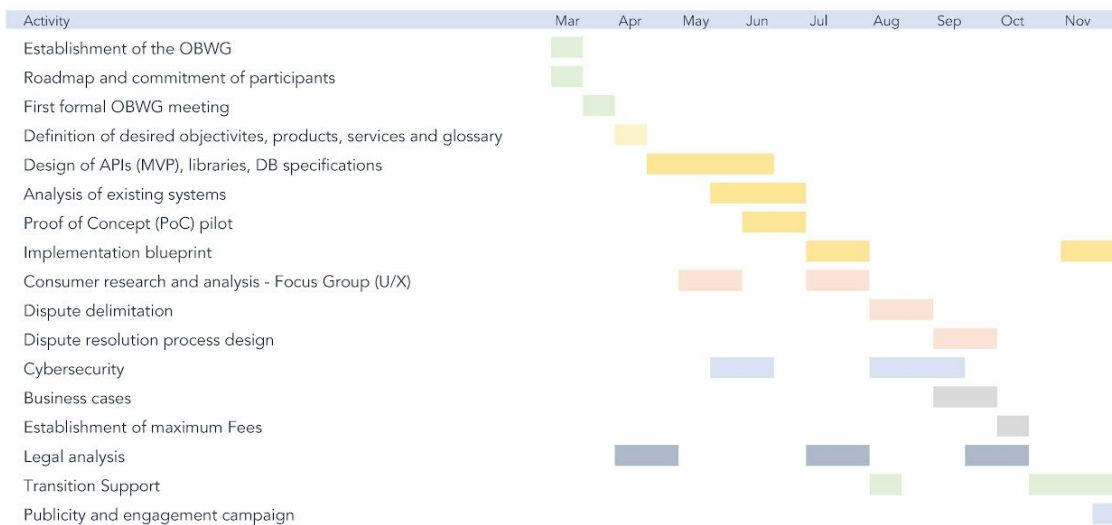 Activity Mar Apr May Jun Jul Aug Sep Oct Nov
Establishment of the OBWG
Roadmap and commitment of participants
First formal OBWG meeting
Definition of desired objectivites, products, services and glossary
Design of APIs (MVP), libraries, DB specifications
Analysis of existing systems
Proof of Concept (PoC) pilot
Implementation blueprint
Consumer research and analysis - Focus Group (U/X)
Dispute delimitation
Dispute resolution process design
Cybersecurity
Business cases
Establishment of maximum Fees
Legal analysis
Transition Support
Publicity and engagement campaign